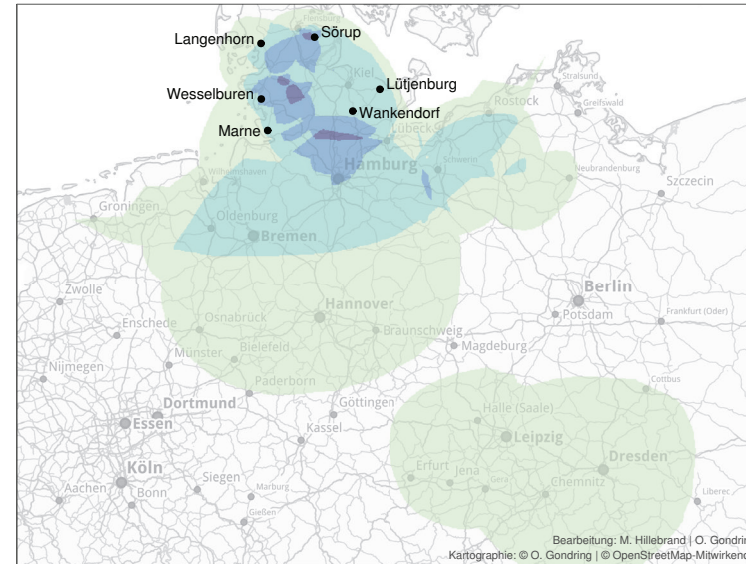 Flensburg
Sörup
Langenhorn
Kiel
Lütjenburg
Stralsund
Wesselburen
Rostock
Greifswald
Wankendorf
Marne
Lübeck
Hamburg
Wilhelmshaven
Schwerin
Neubrandenburg
Szczecin
Groningen
Oldenburg
Bremen
Zwolle
Berlin
Hannover
Potsdam
Frankfurt (Oder)
Enschede
Osnabrück
Braunschweig
Magdeburg
Bielefeld
Münster
Nijmegen
Paderborn
Cottbus
Dortmund
Göttingen
Halle (Saale)
Essen
Kassel
Leipzig
Köln
Erfurt
Jena
Dresden
Siegen
Gera
Chemnitz
Aachen
Marburg
Liberec
Bonn
Gießen
Bearbeitung: M. Hillebrand | O. Gondrin
Kartographie: © O. Gondring | © OpenStreetMap-Mitwirkend